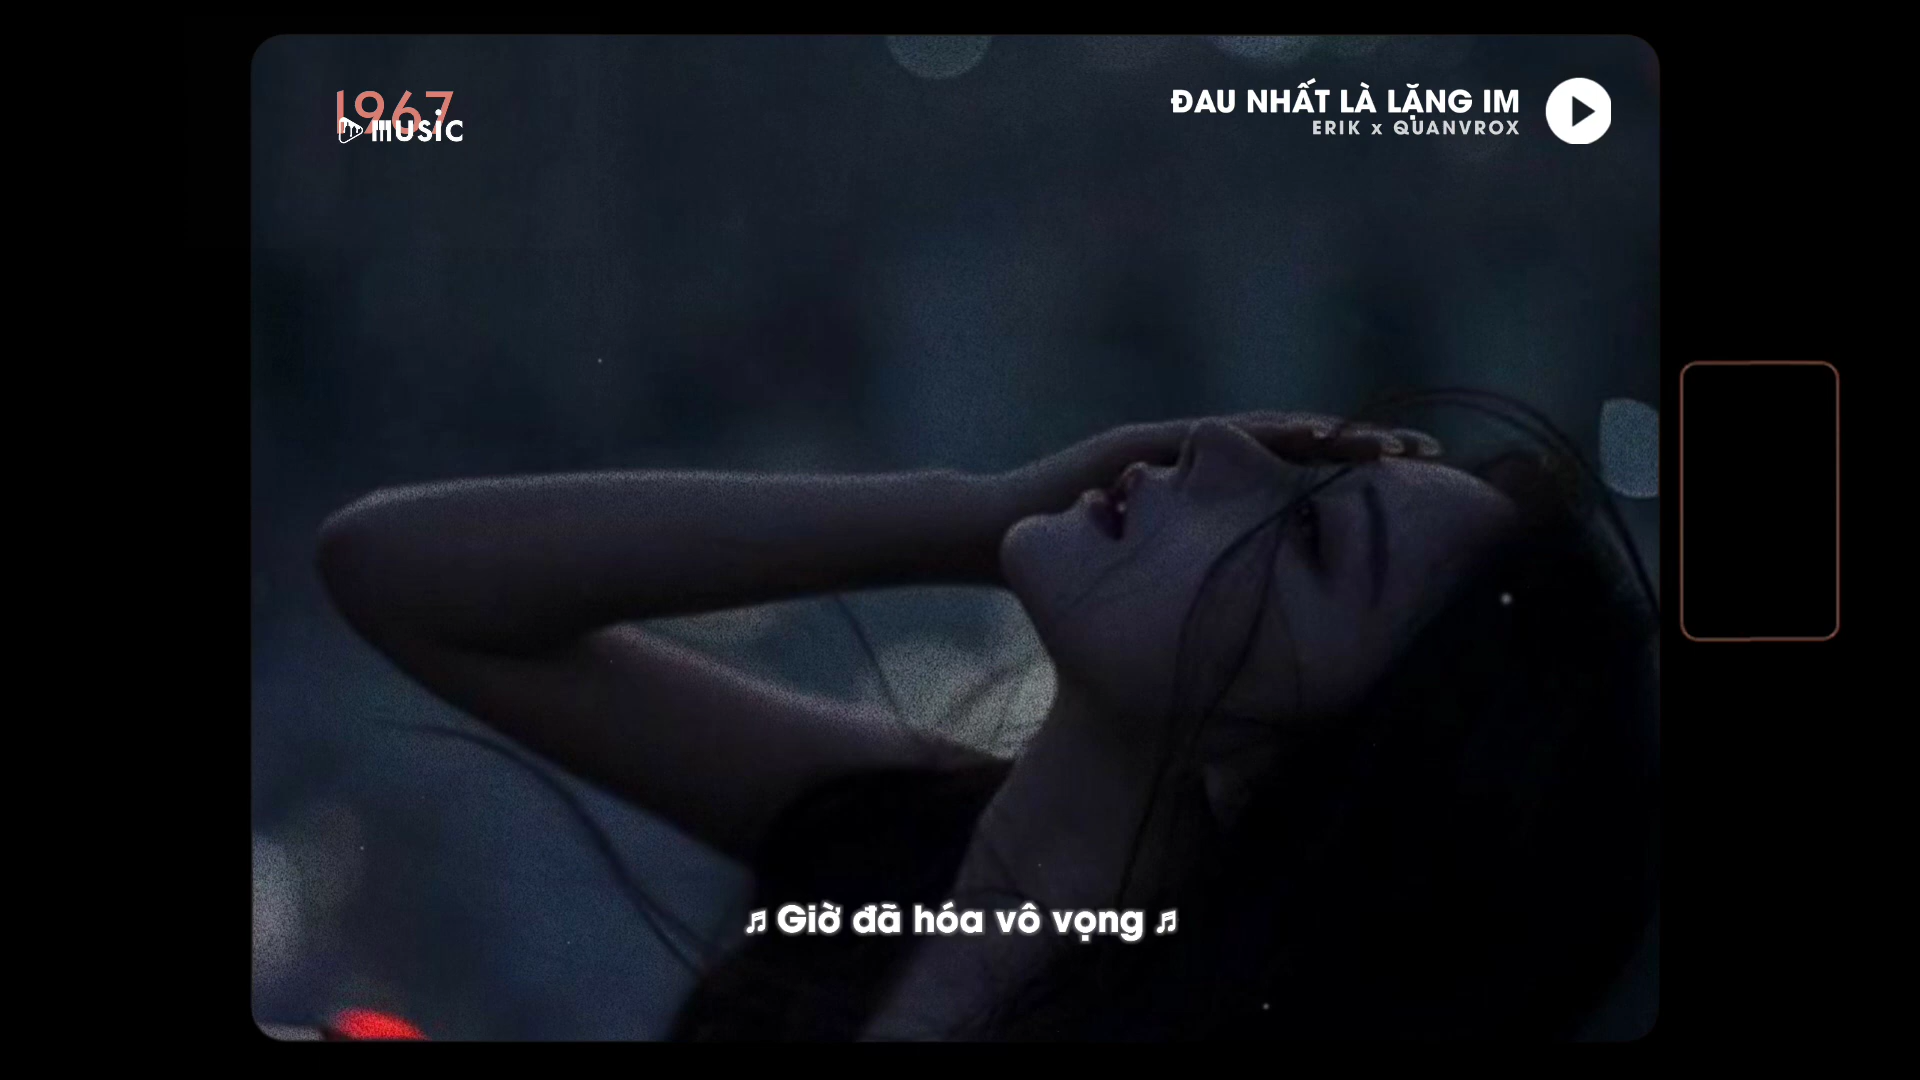 1967
MUSIC
ĐAU NHẤT LÀ LẶNG IM
ERIK x QUANVROX
♬ Giờ đã hóa vô vọng ♬